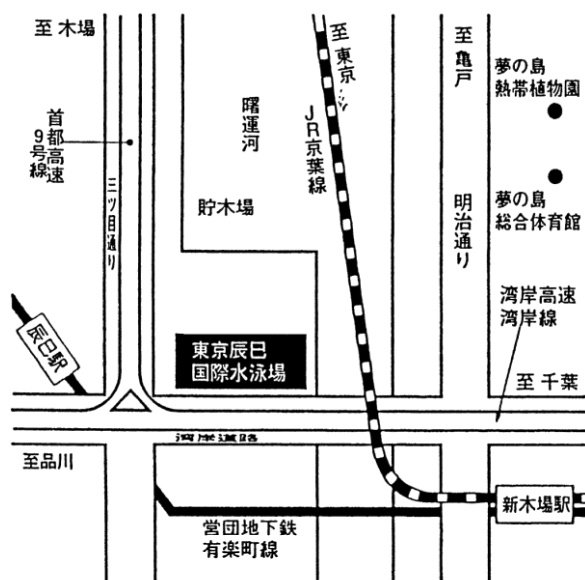 至 木場
首都高速
9号線
三ツ目通り
曙運河
貯木場
至 東京
JR京葉線
至 亀戸
明治通り
夢の島
熱帯植物園
夢の島
総合体育館
湾岸高速
湾岸線
辰巳駅
東京辰巳
国際水泳場
至 千葉
湾岸道路
至品川
営団地下鉄
有楽町線
新木場駅